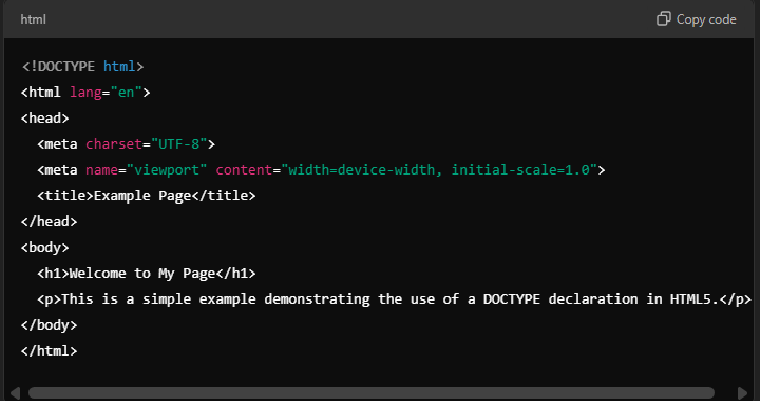 html
Copy code
<!DOCTYPE html>
<html lang="en">
<head>
  <meta charset="UTF-8">
  <meta name="viewport" content="width=device-width, initial-scale=1.0">
  <title>Example Page</title>
</head>
<body>
  <h1>Welcome to My Page</h1>
  <p>This is a simple example demonstrating the use of a DOCTYPE declaration in HTML5.</p>
</body>
</html>